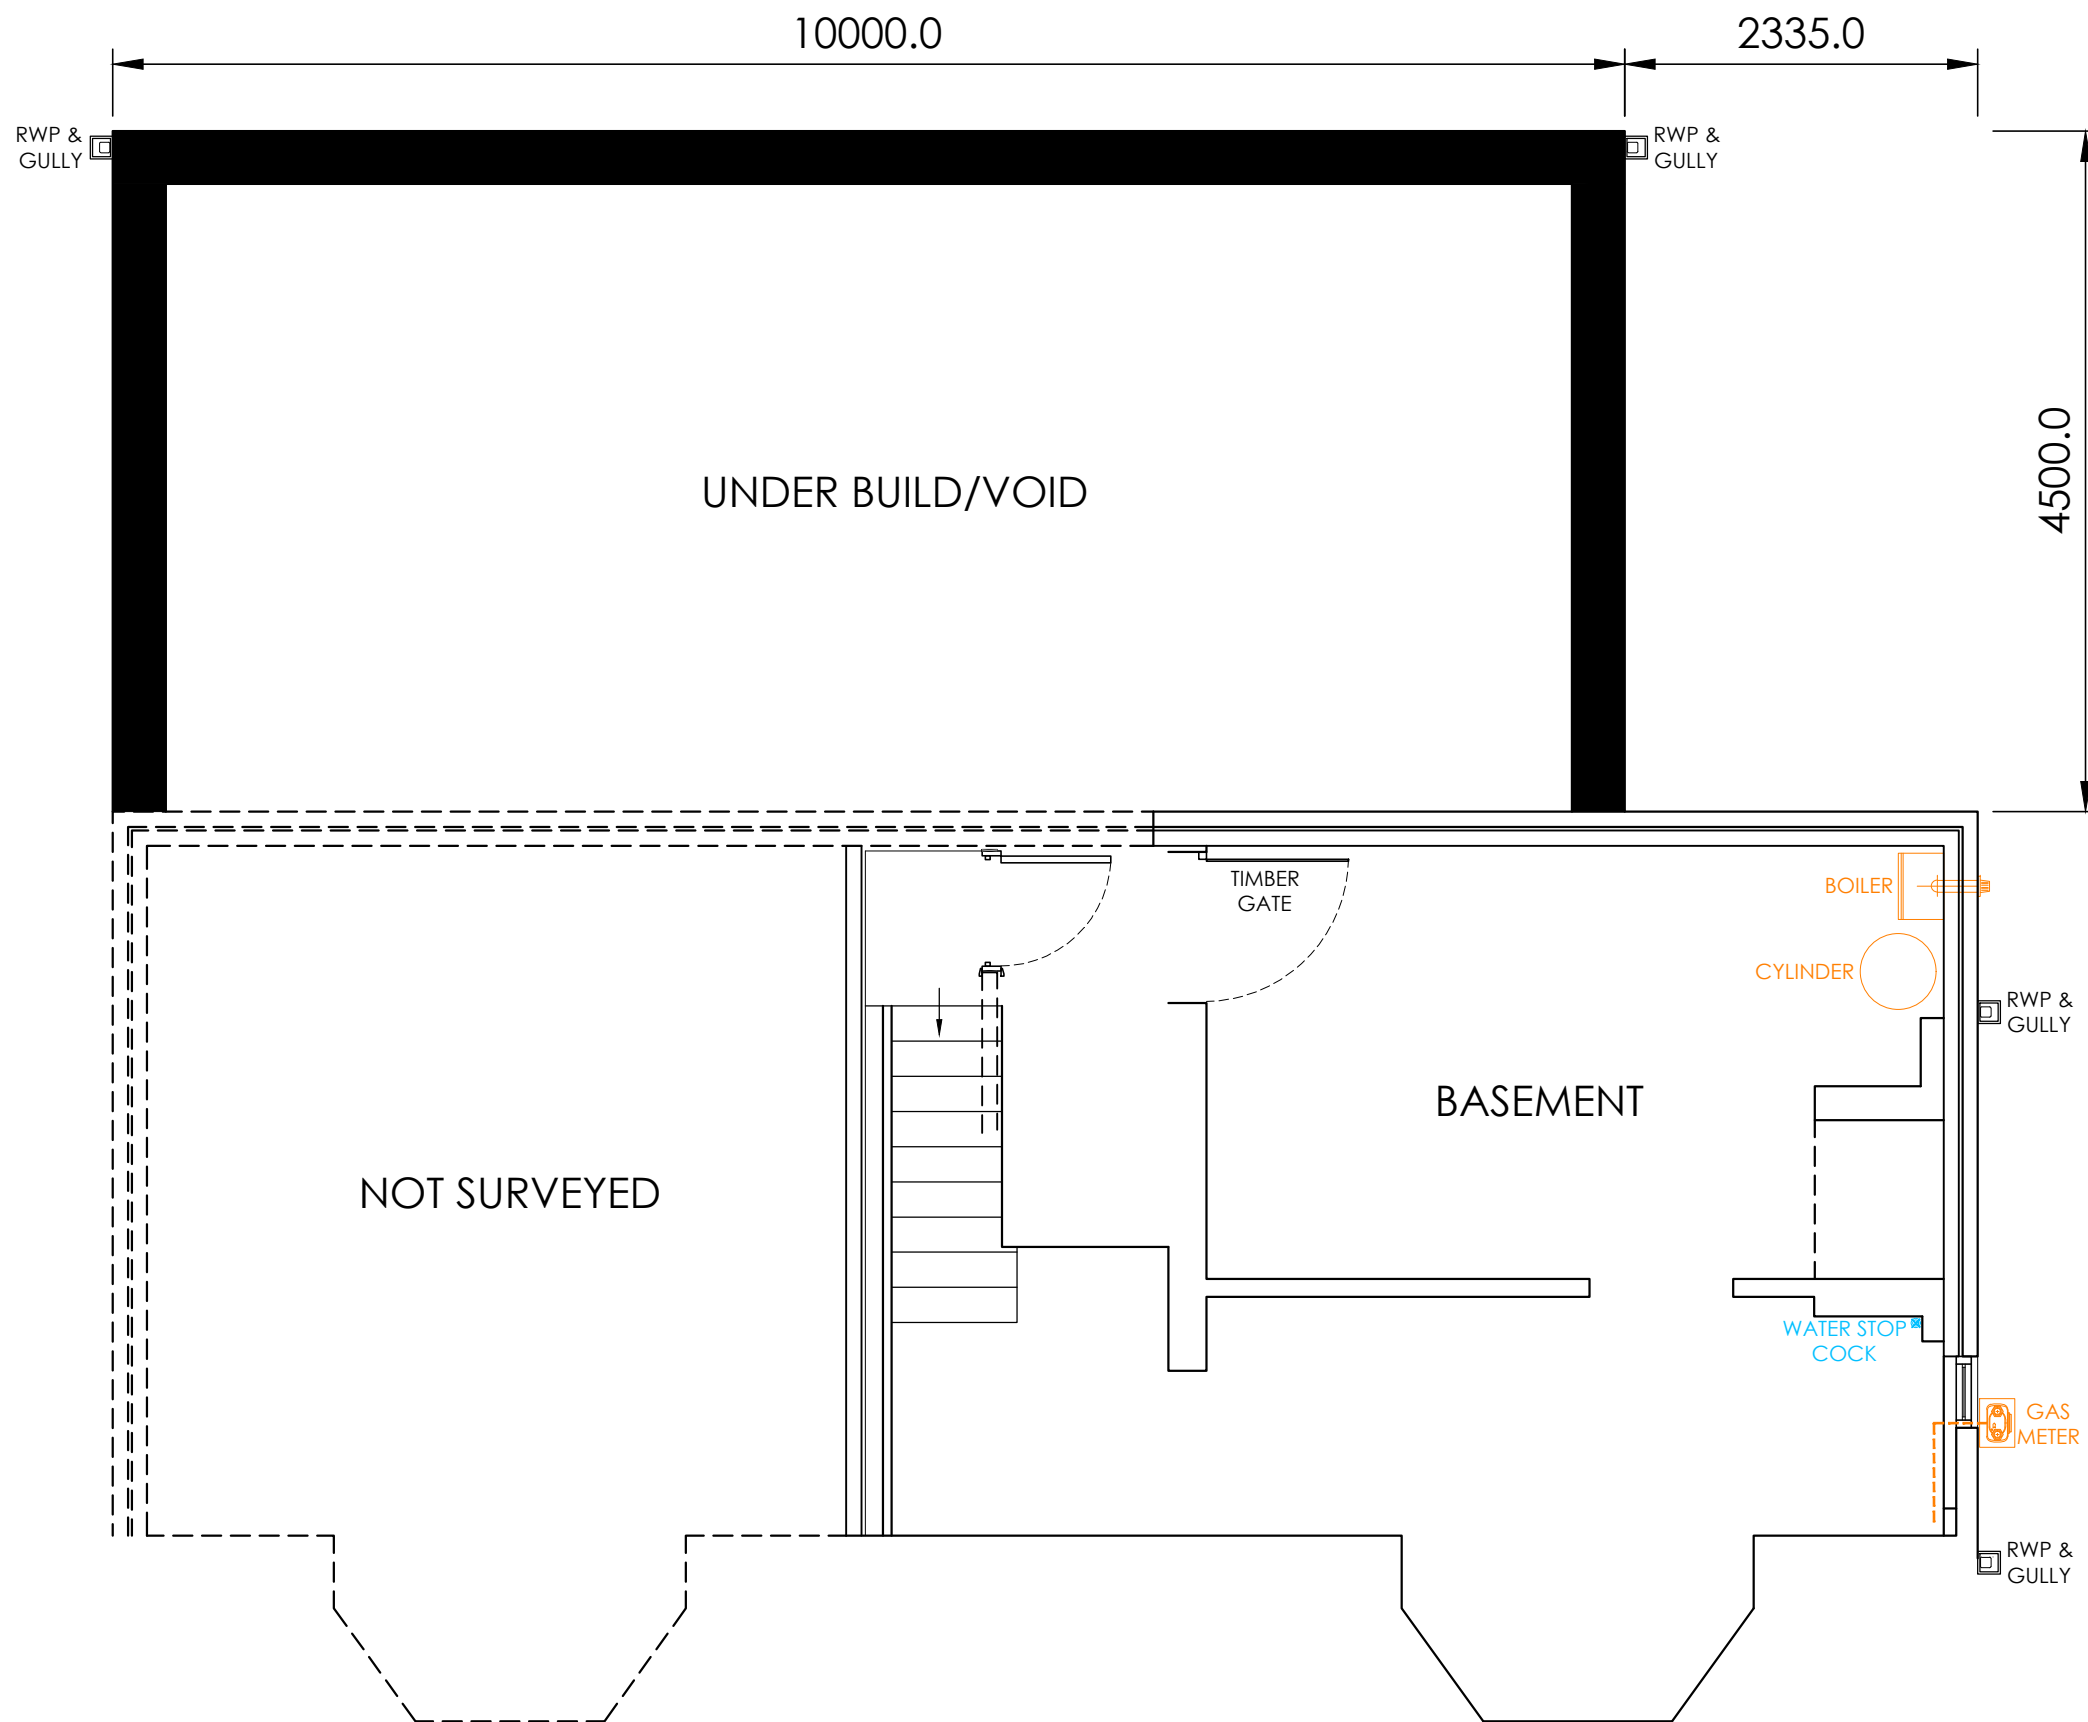 10000.0
2335.0
RWP &
GULLY
RWP &
GULLY
4500.0
UNDER BUILD/VOID
TIMBER
GATE
BOILER
CYLINDER
RWP &
GULLY
BASEMENT
NOT SURVEYED
WATER STOP
COCK
GAS
METER
RWP &
GULLY